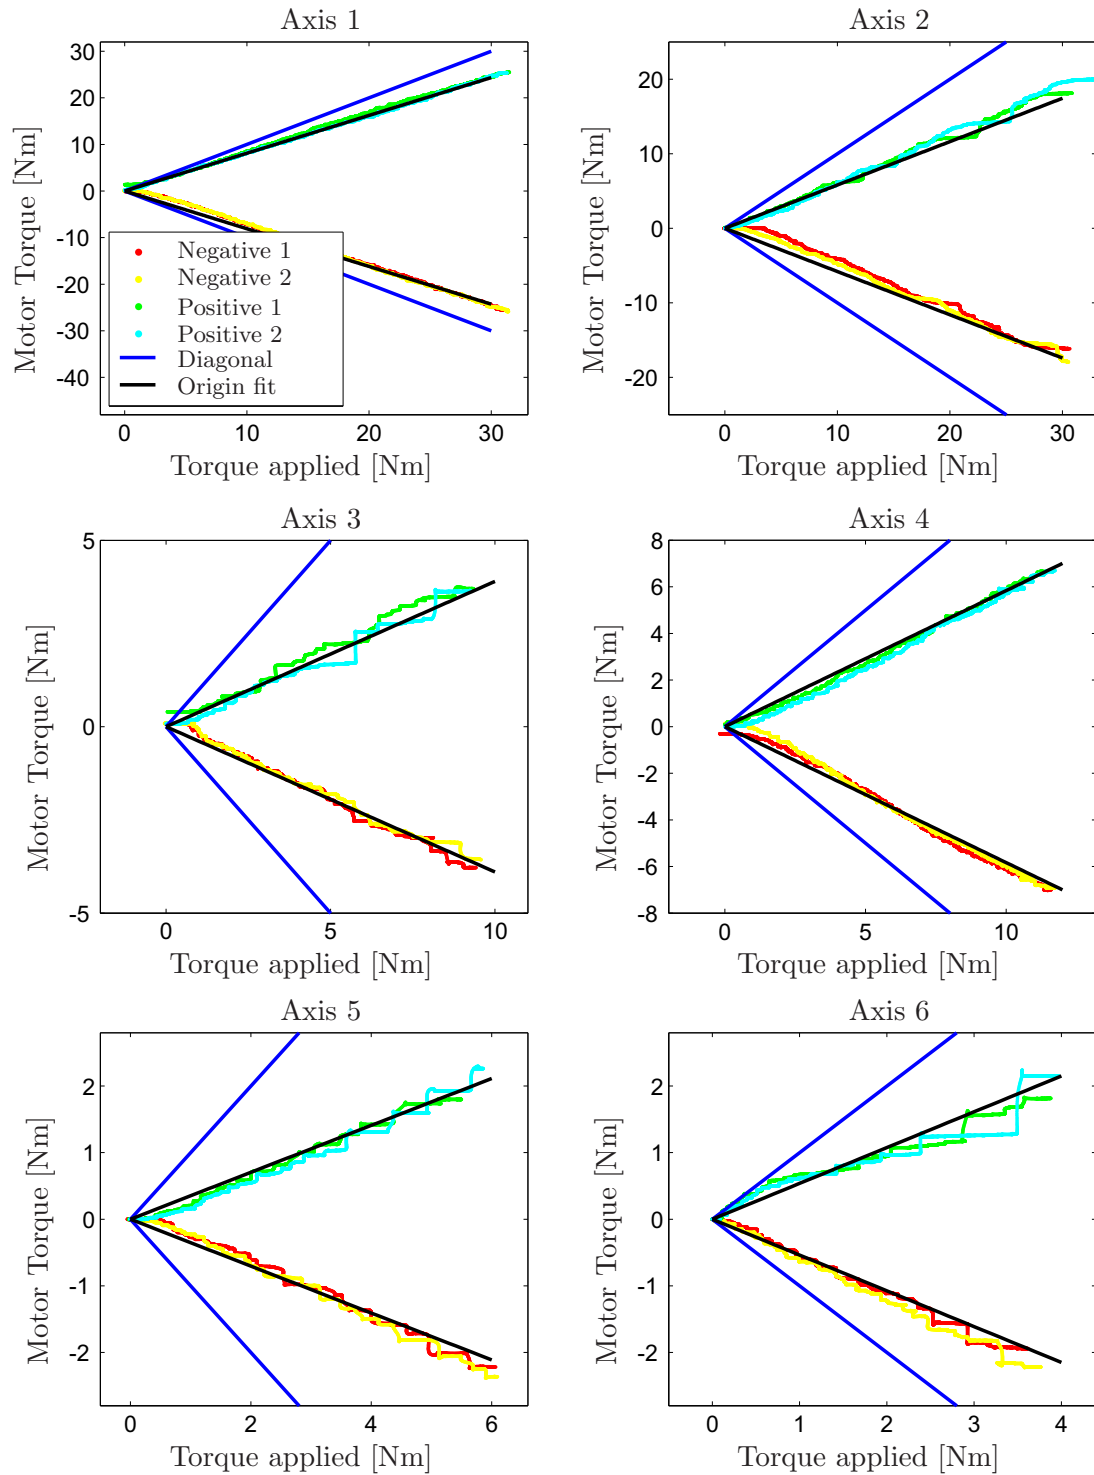 Axis 1
Motor Torque [Nm]
30
20
10
0
-10
-20
-30
-40
Negative 1
Negative 2
Positive 1
Positive 2
Diagonal
Origin fit
0 10 20 30
Torque applied [Nm]
Axis 2
Motor Torque [Nm]
20
10
0
-10
-20
0 10 20 30
Torque applied [Nm]
Axis 3
Motor Torque [Nm]
5
0
-5
0 5 10
Torque applied [Nm]
Axis 4
Motor Torque [Nm]
8
6
4
2
0
-2
-4
-6
-8
0 5 10
Torque applied [Nm]
Axis 5
Motor Torque [Nm]
2
1
0
-1
-2
0 2 4 6
Torque applied [Nm]
Axis 6
Motor Torque [Nm]
2
1
0
-1
-2
0 1 2 3 4
Torque applied [Nm]